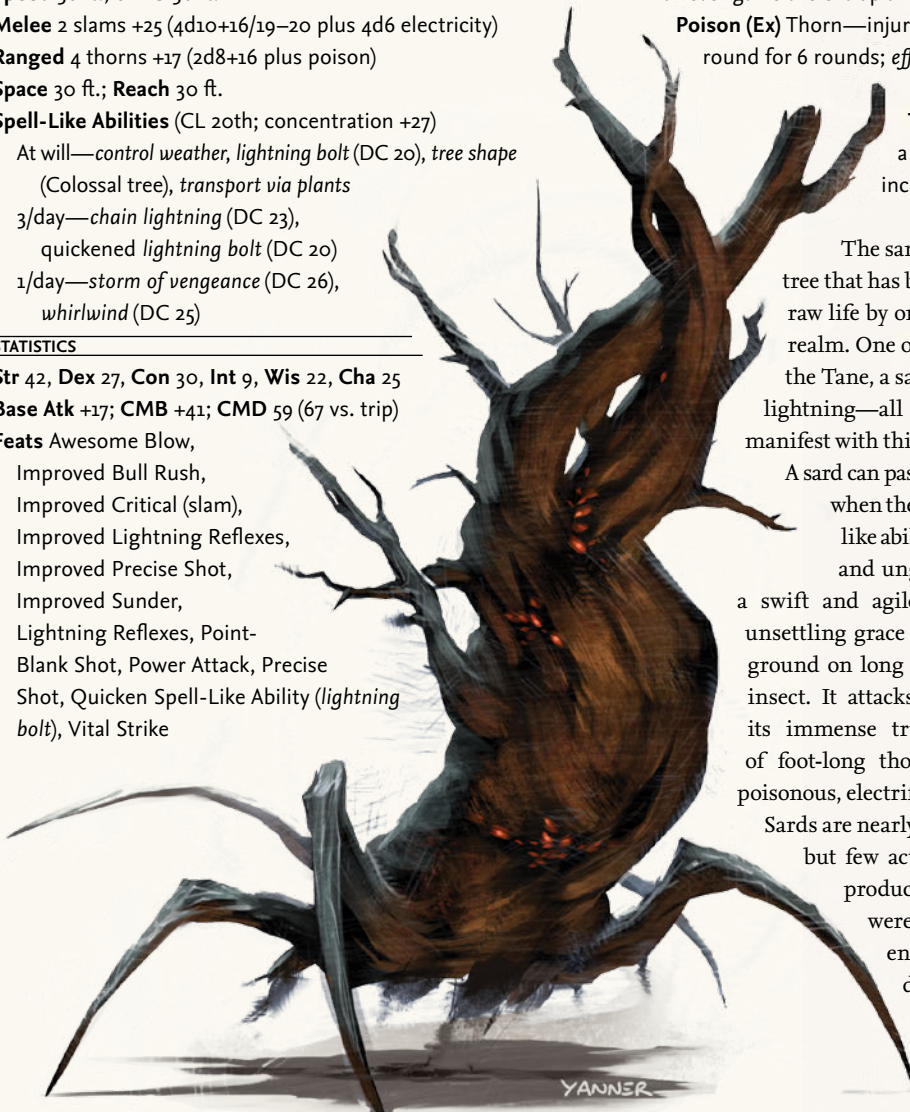 Melee 2 slams +25 (4d10+16/19–20 plus 4d6 electricity)
Ranged 4 thorns +17 (2d8+16 plus poison)
Space 30 ft.; Reach 30 ft.
Spell-Like Abilities (CL 20th; concentration +27)
At will—control weather, lightning bolt (DC 20), tree shape
(Colossal tree), transport via plants
3/day—chain lightning (DC 23),
quickened lightning bolt (DC 20)
1/day—storm of vengeance (DC 26),
whirlwind (DC 25)
STATISTICS
Str 42, Dex 27, Con 30, Int 9, Wis 22, Cha 25
Base Atk +17; CMB +41; CMD 59 (67 vs. trip)
Feats Awesome Blow,
Improved Bull Rush,
Improved Critical (slam),
Improved Lightning Reflexes,
Improved Precise Shot,
Improved Sunder,
Lightning Reflexes, Point-
Blank Shot, Power Attack, Precise
Shot, Quicken Spell-Like Ability (lightning
bolt), Vital Strike
Poison (Ex) Thorn—injur
round for 6 rounds; eff
a
inc
The sar
tree that has b
raw life by or
realm. One o
the Tane, a sa
lightning—all
manifest with thi
A sard can pas
when the
like abil
and ung
a swift and agile
unsettling grace
ground on long
insect. It attacks
its immense tr
of foot-long tho
poisonous, electri
Sards are nearly
but few act
produc
were
en
d
YANNER